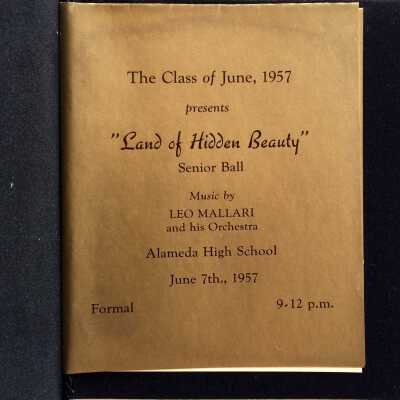 The Class of June, 1957
presents
"Land of Hidden Beauty"
Senior Ball
Music by
LEO MALLARI
and his Orchestra
Alameda High School
June 7th., 1957
Formal 9-12 p.m.